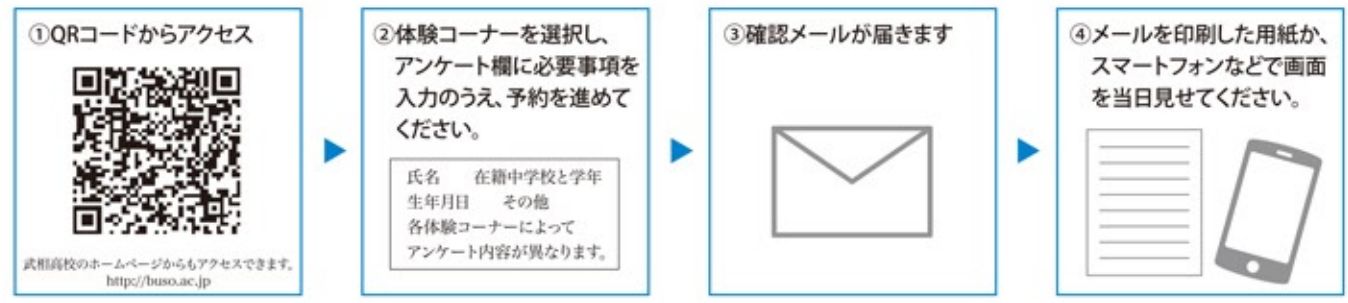 ①QRコードからアクセス
武相高校のホームページからもアクセスできます。
http://buso.ac.jp
②体験コーナーを選択し、
アンケート欄に必要事項を
入力のうえ、予約を進めて
ください。
氏名 在籍中学校と学年
生年月日 その他
各体験コーナーによって
アンケート内容が異なります。
③確認メールが届きます
④メールを印刷した用紙か、
スマートフォンなどで画面
を当日見せてください。